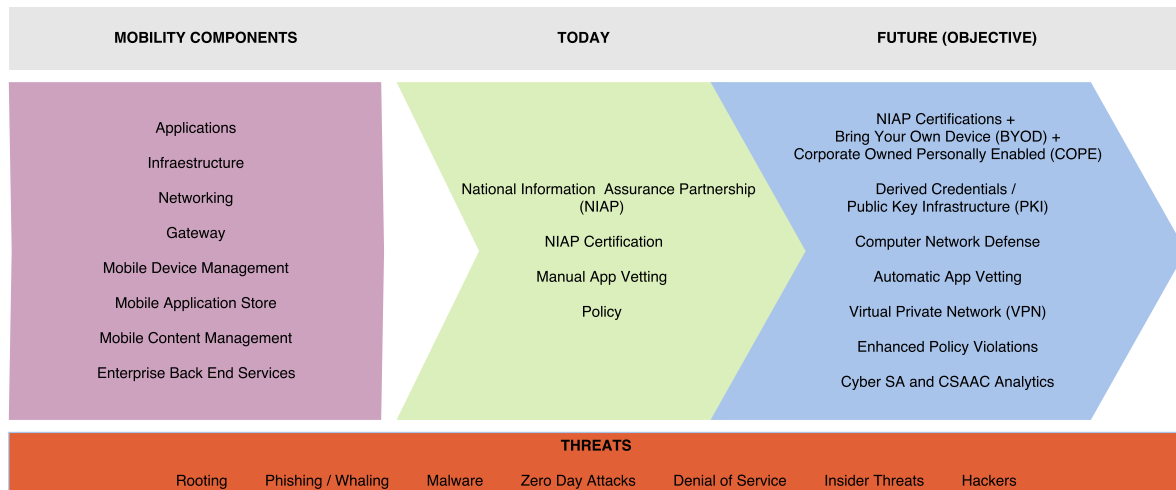 MOBILITY COMPONENTS
TODAY
FUTURE (OBJECTIVE)
Applications
Infraestructure
Networking
Gateway
Mobile Device Management
Mobile Application Store
Mobile Content Management
Enterprise Back End Services
National Information  Assurance Partnership
(NIAP)
NIAP Certification
Manual App Vetting
Policy
NIAP Certifications +
Bring Your Own Device (BYOD) +
Corporate Owned Personally Enabled (COPE)
Derived Credentials /
Public Key Infrastructure (PKI)
Computer Network Defense
Automatic App Vetting
Virtual Private Network (VPN)
Enhanced Policy Violations
Cyber SA and CSAAC Analytics
THREATS
Rooting Phishing / Whaling Malware Zero Day Attacks Denial of Service Insider Threats Hackers